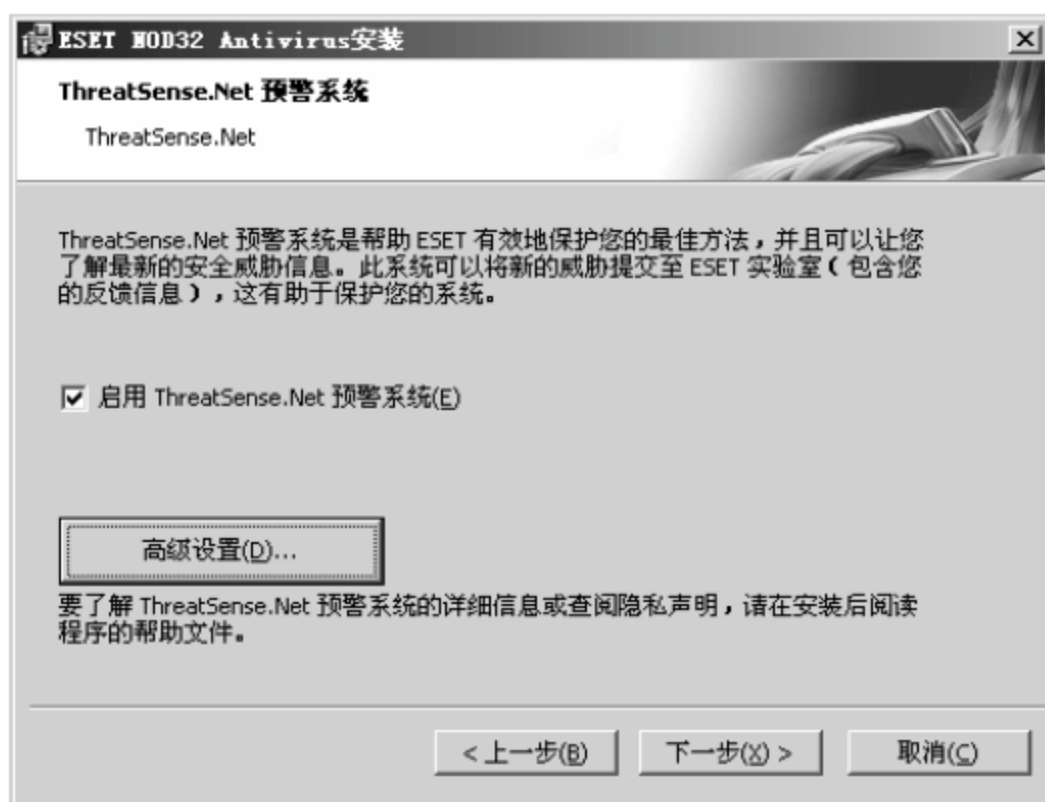 ESET NOD32 Antivirus安装
ThreatSense.Net 预警系统
ThreatSense.Net
ThreatSense.Net 预警系统是帮助 ESET 有效地保护您的最佳方法，并且可以让您
了解最新的安全威胁信息。此系统可以将新的威胁提交至 ESET 实验室（包含您
的反馈信息），这有助于保护您的系统。
启用 ThreatSense.Net 预警系统(E)
高级设置(D)...
要了解 ThreatSense.Net 预警系统的详细信息或查阅隐私声明，请在安装后阅读
程序的帮助文件。
< 上一步(B)
下一步(X) >
取消(C)